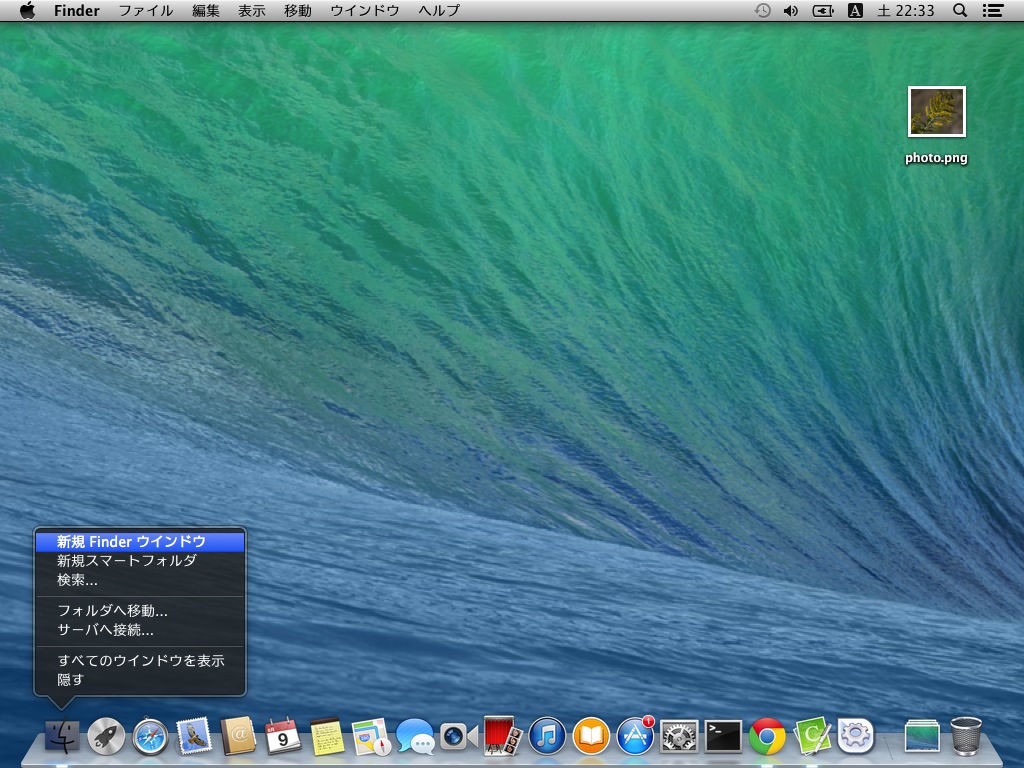 Finder ファイル 編集 表示 移動 ウインドウ ヘルプ A 土 22:33
photo.png
新規 Finder ウインドウ
新規スマートフォルダ
検索...
フォルダへ移動...
サーバへ接続...
すべてのウインドウを表示
隠す
9
1